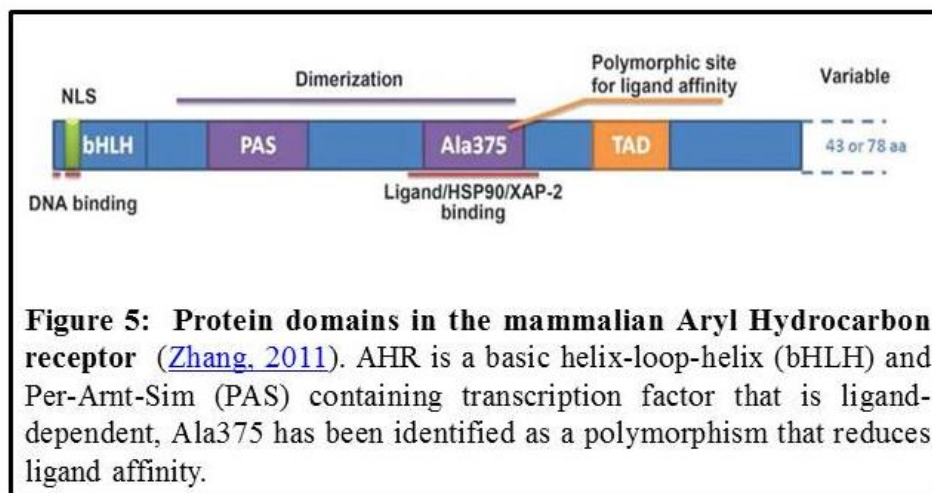 Dimerization
Polymorphic site
for ligand affinity
Variable
NLS
bHLH
PAS
Ala375
TAD
43 or 78 aa
DNA binding
Ligand/HSP90/XAP-2
binding
Figure 5: Protein domains in the mammalian Aryl Hydrocarbon
receptor (Zhang, 2011). AHR is a basic helix-loop-helix (bHLH) and
Per-Arnt-Sim (PAS) containing transcription factor that is ligand-
dependent, Ala375 has been identified as a polymorphism that reduces
ligand affinity.